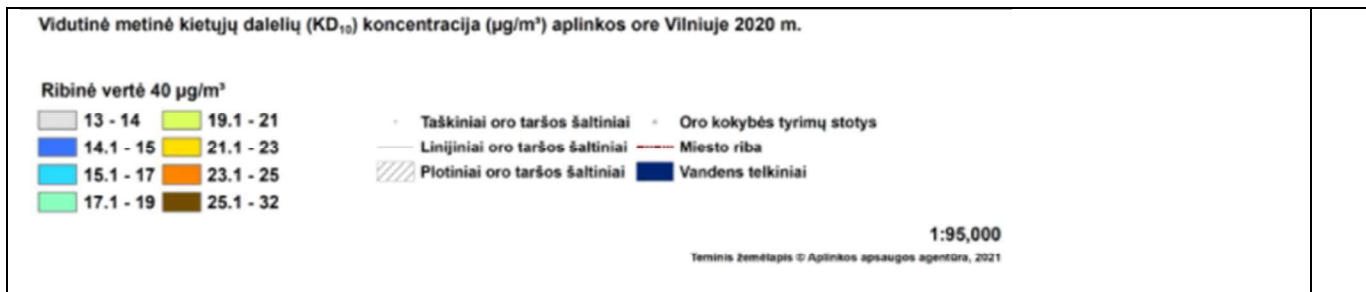 Vidutinė metinė kietųjų dalelių (KD₁₀) koncentracija (µg/m³) aplinkos ore Vilniuje 2020 m.
Ribinė vertė 40 µg/m³
13 - 14 19.1 - 21 Taškiniai oro taršos šaltiniai Oro kokybės tyrimų stotys
14.1 - 15 21.1 - 23 Linijiniai oro taršos šaltiniai Miesto riba
15.1 - 17 23.1 - 25 Plotiniai oro taršos šaltiniai Vandens telkiniai
17.1 - 19 25.1 - 32
1:95,000
Teminis žemėlapis © Aplinkos apsaugos agentūra, 2021